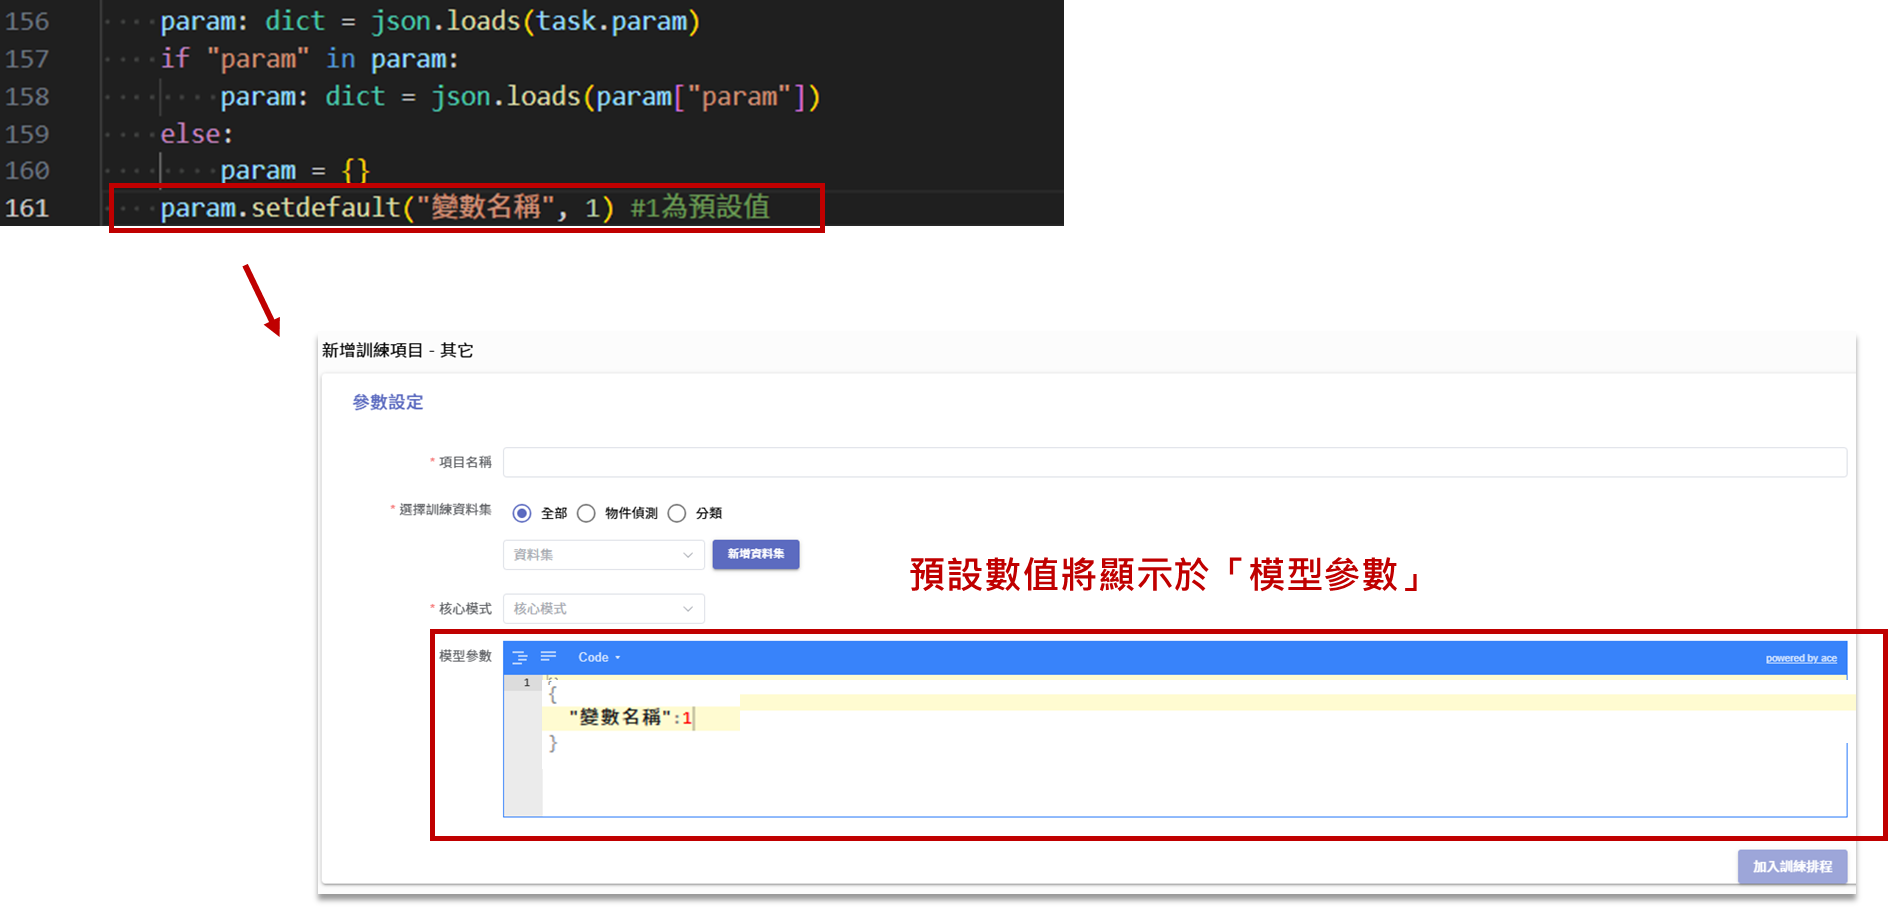 156 param: dict = json.loads(task.param)
157 if "param" in param:
158 param: dict = json.loads(param["param"])
159 else:
160 param = {}
161 param.setdefault("變數名稱", 1) #1為預設值
新增訓練項目 - 其它
參數設定
* 項目名稱
* 選擇訓練資料集 全部 物件偵測 分類
資料集 新增資料集
預設數值將顯示於「模型參數」
* 核心模式 核心模式
模型參數 Code powered by ace
1
{
"變數名稱":1
}
加入訓練排程